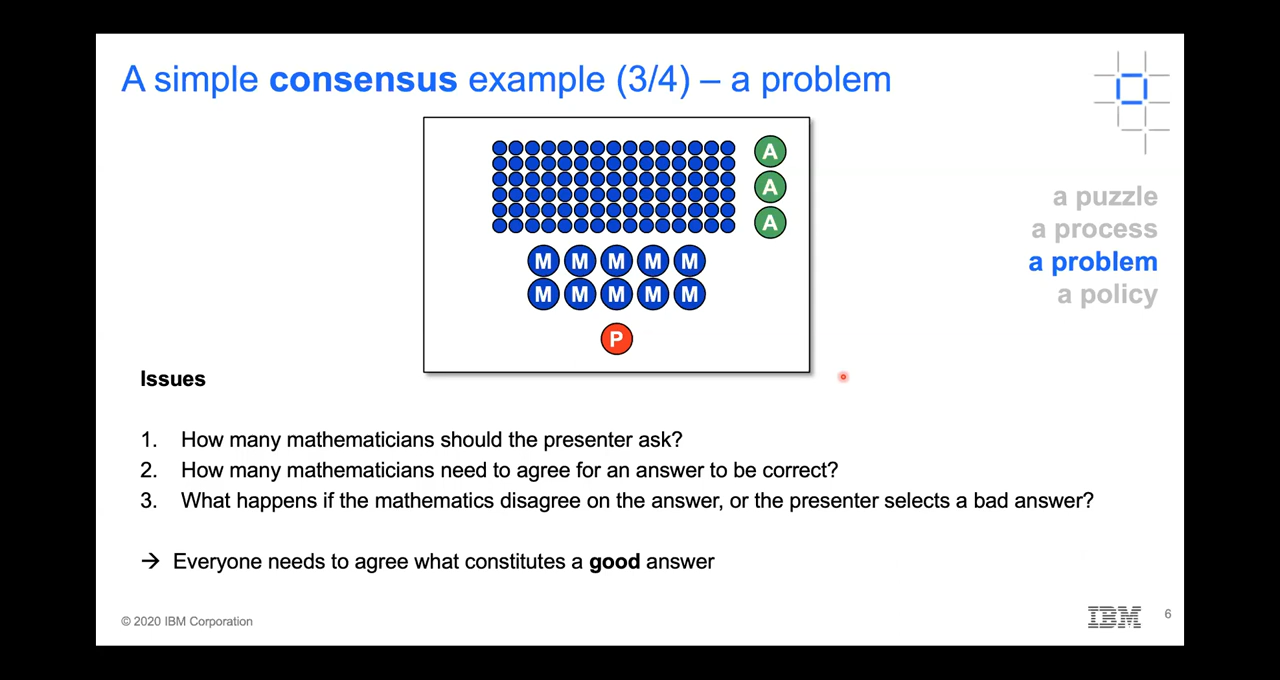 A simple consensus example (3/4) – a problem
A
A
A
M M M M M
M M M M M
P
a puzzle
a process
a problem
a policy
Issues
1. How many mathematicians should the presenter ask?
2. How many mathematicians need to agree for an answer to be correct?
3. What happens if the mathematics disagree on the answer, or the presenter selects a bad answer?
→ Everyone needs to agree what constitutes a good answer
© 2020 IBM Corporation
IBM
6